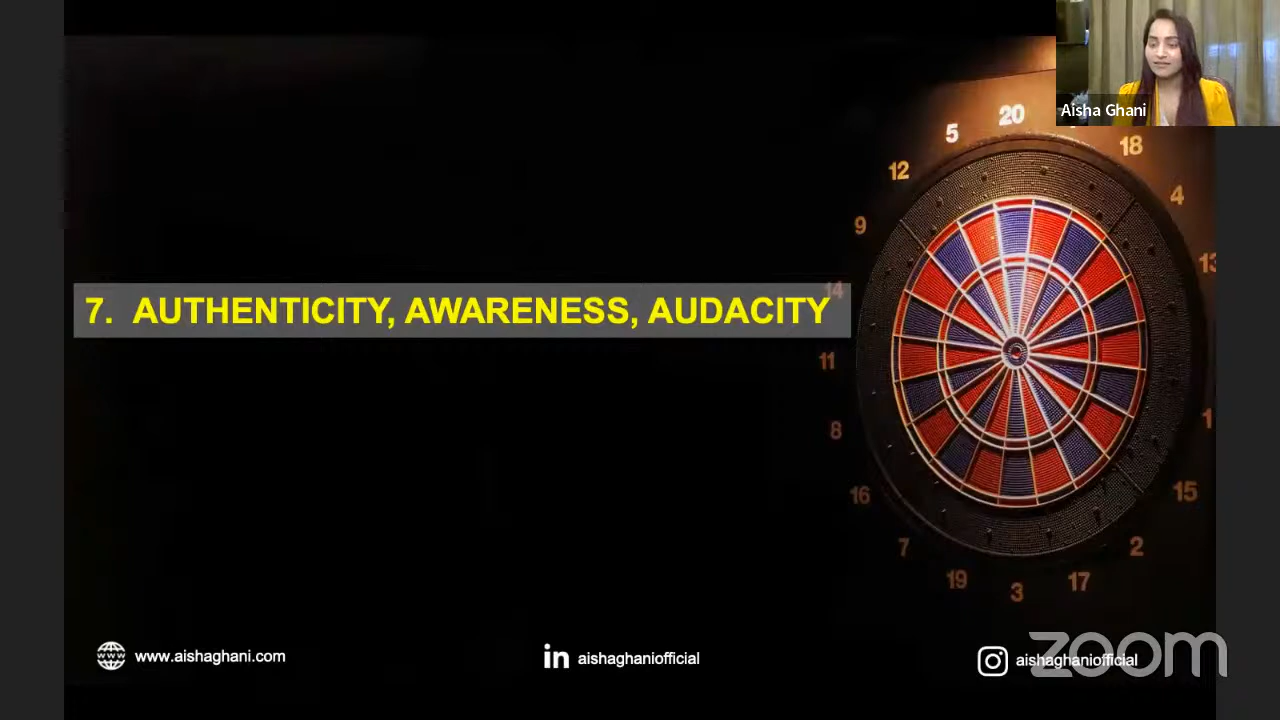 Aisha Ghani
20
5
18
12
4
9
13
7. AUTHENTICITY, AWARENESS, AUDACITY
14
11
8
16
15
7
2
19
17
3
www.aishaghani.com
in aishaghaniofficial
aishaghaniofficial
zoom